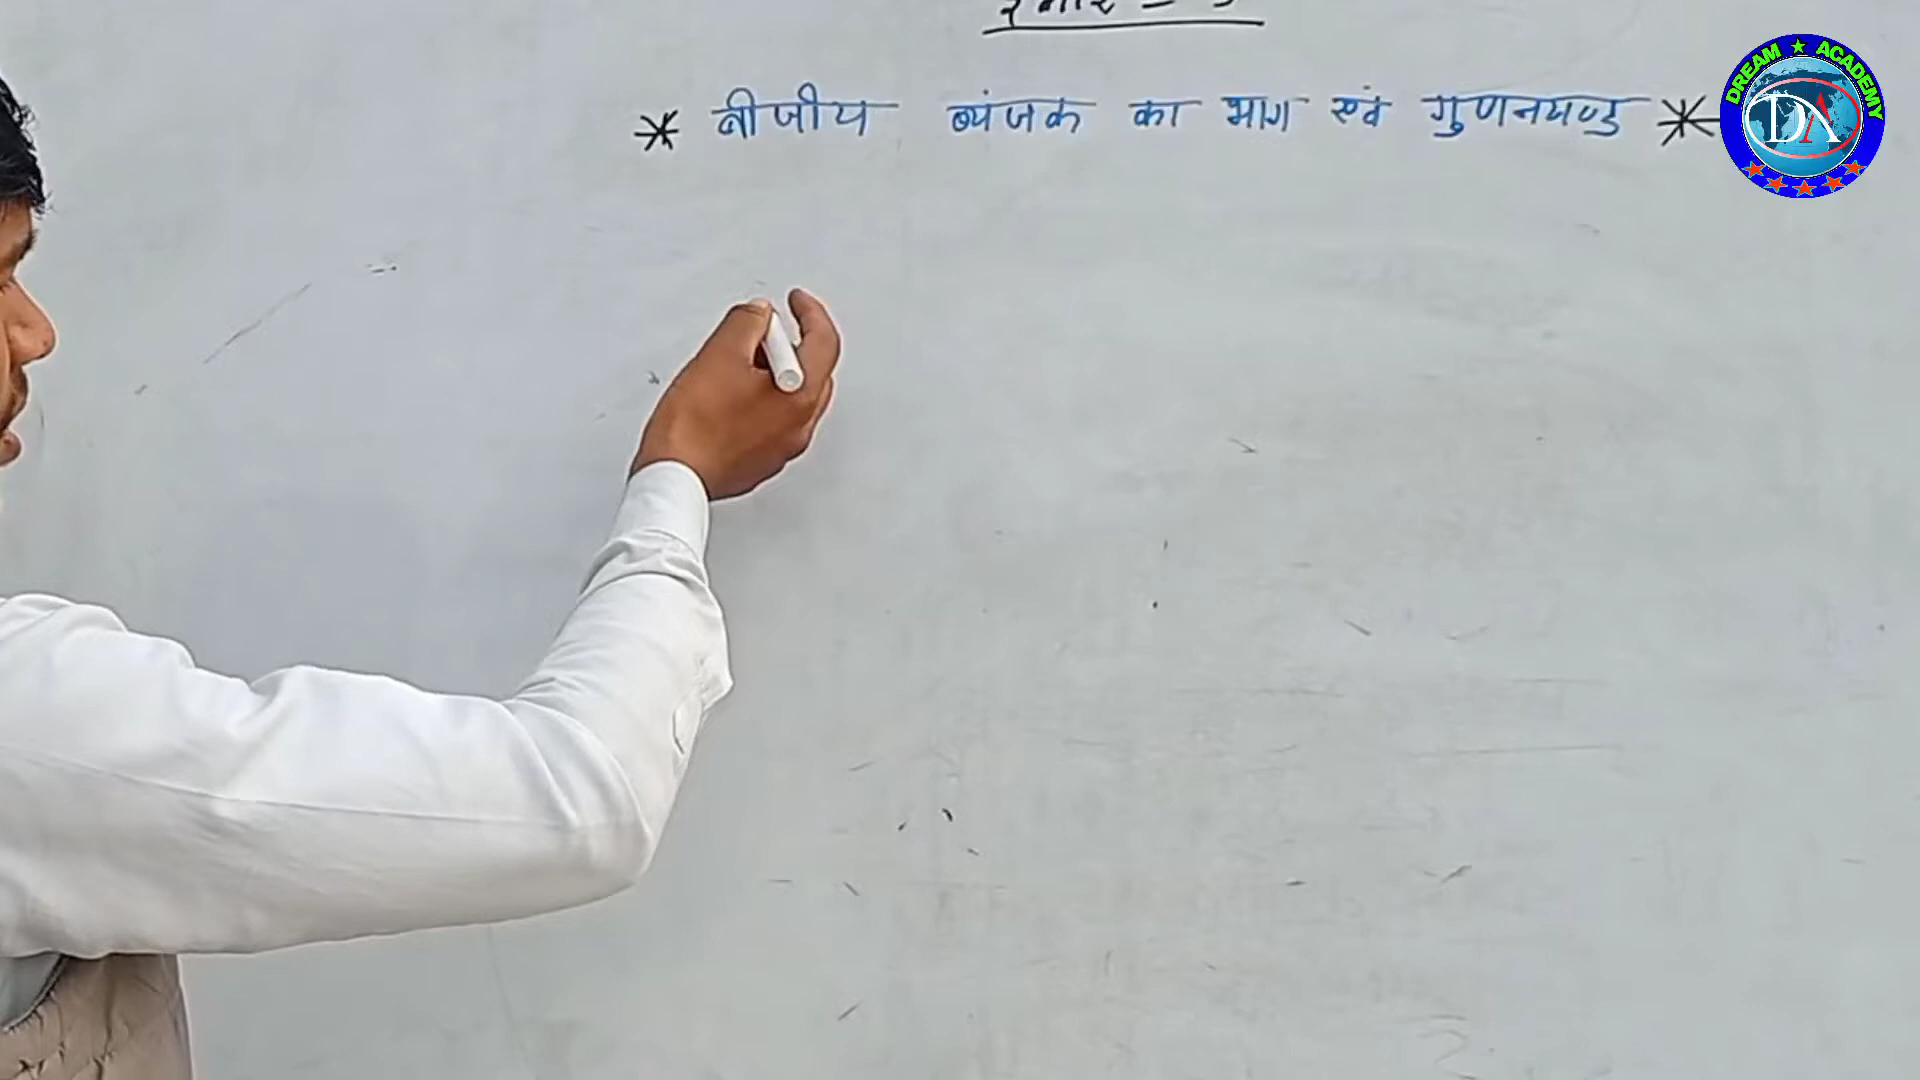 * बीजीय व्यंजक का भाग एवं गुणनखण्ड *
DREAM ★ ACADEMY
DA